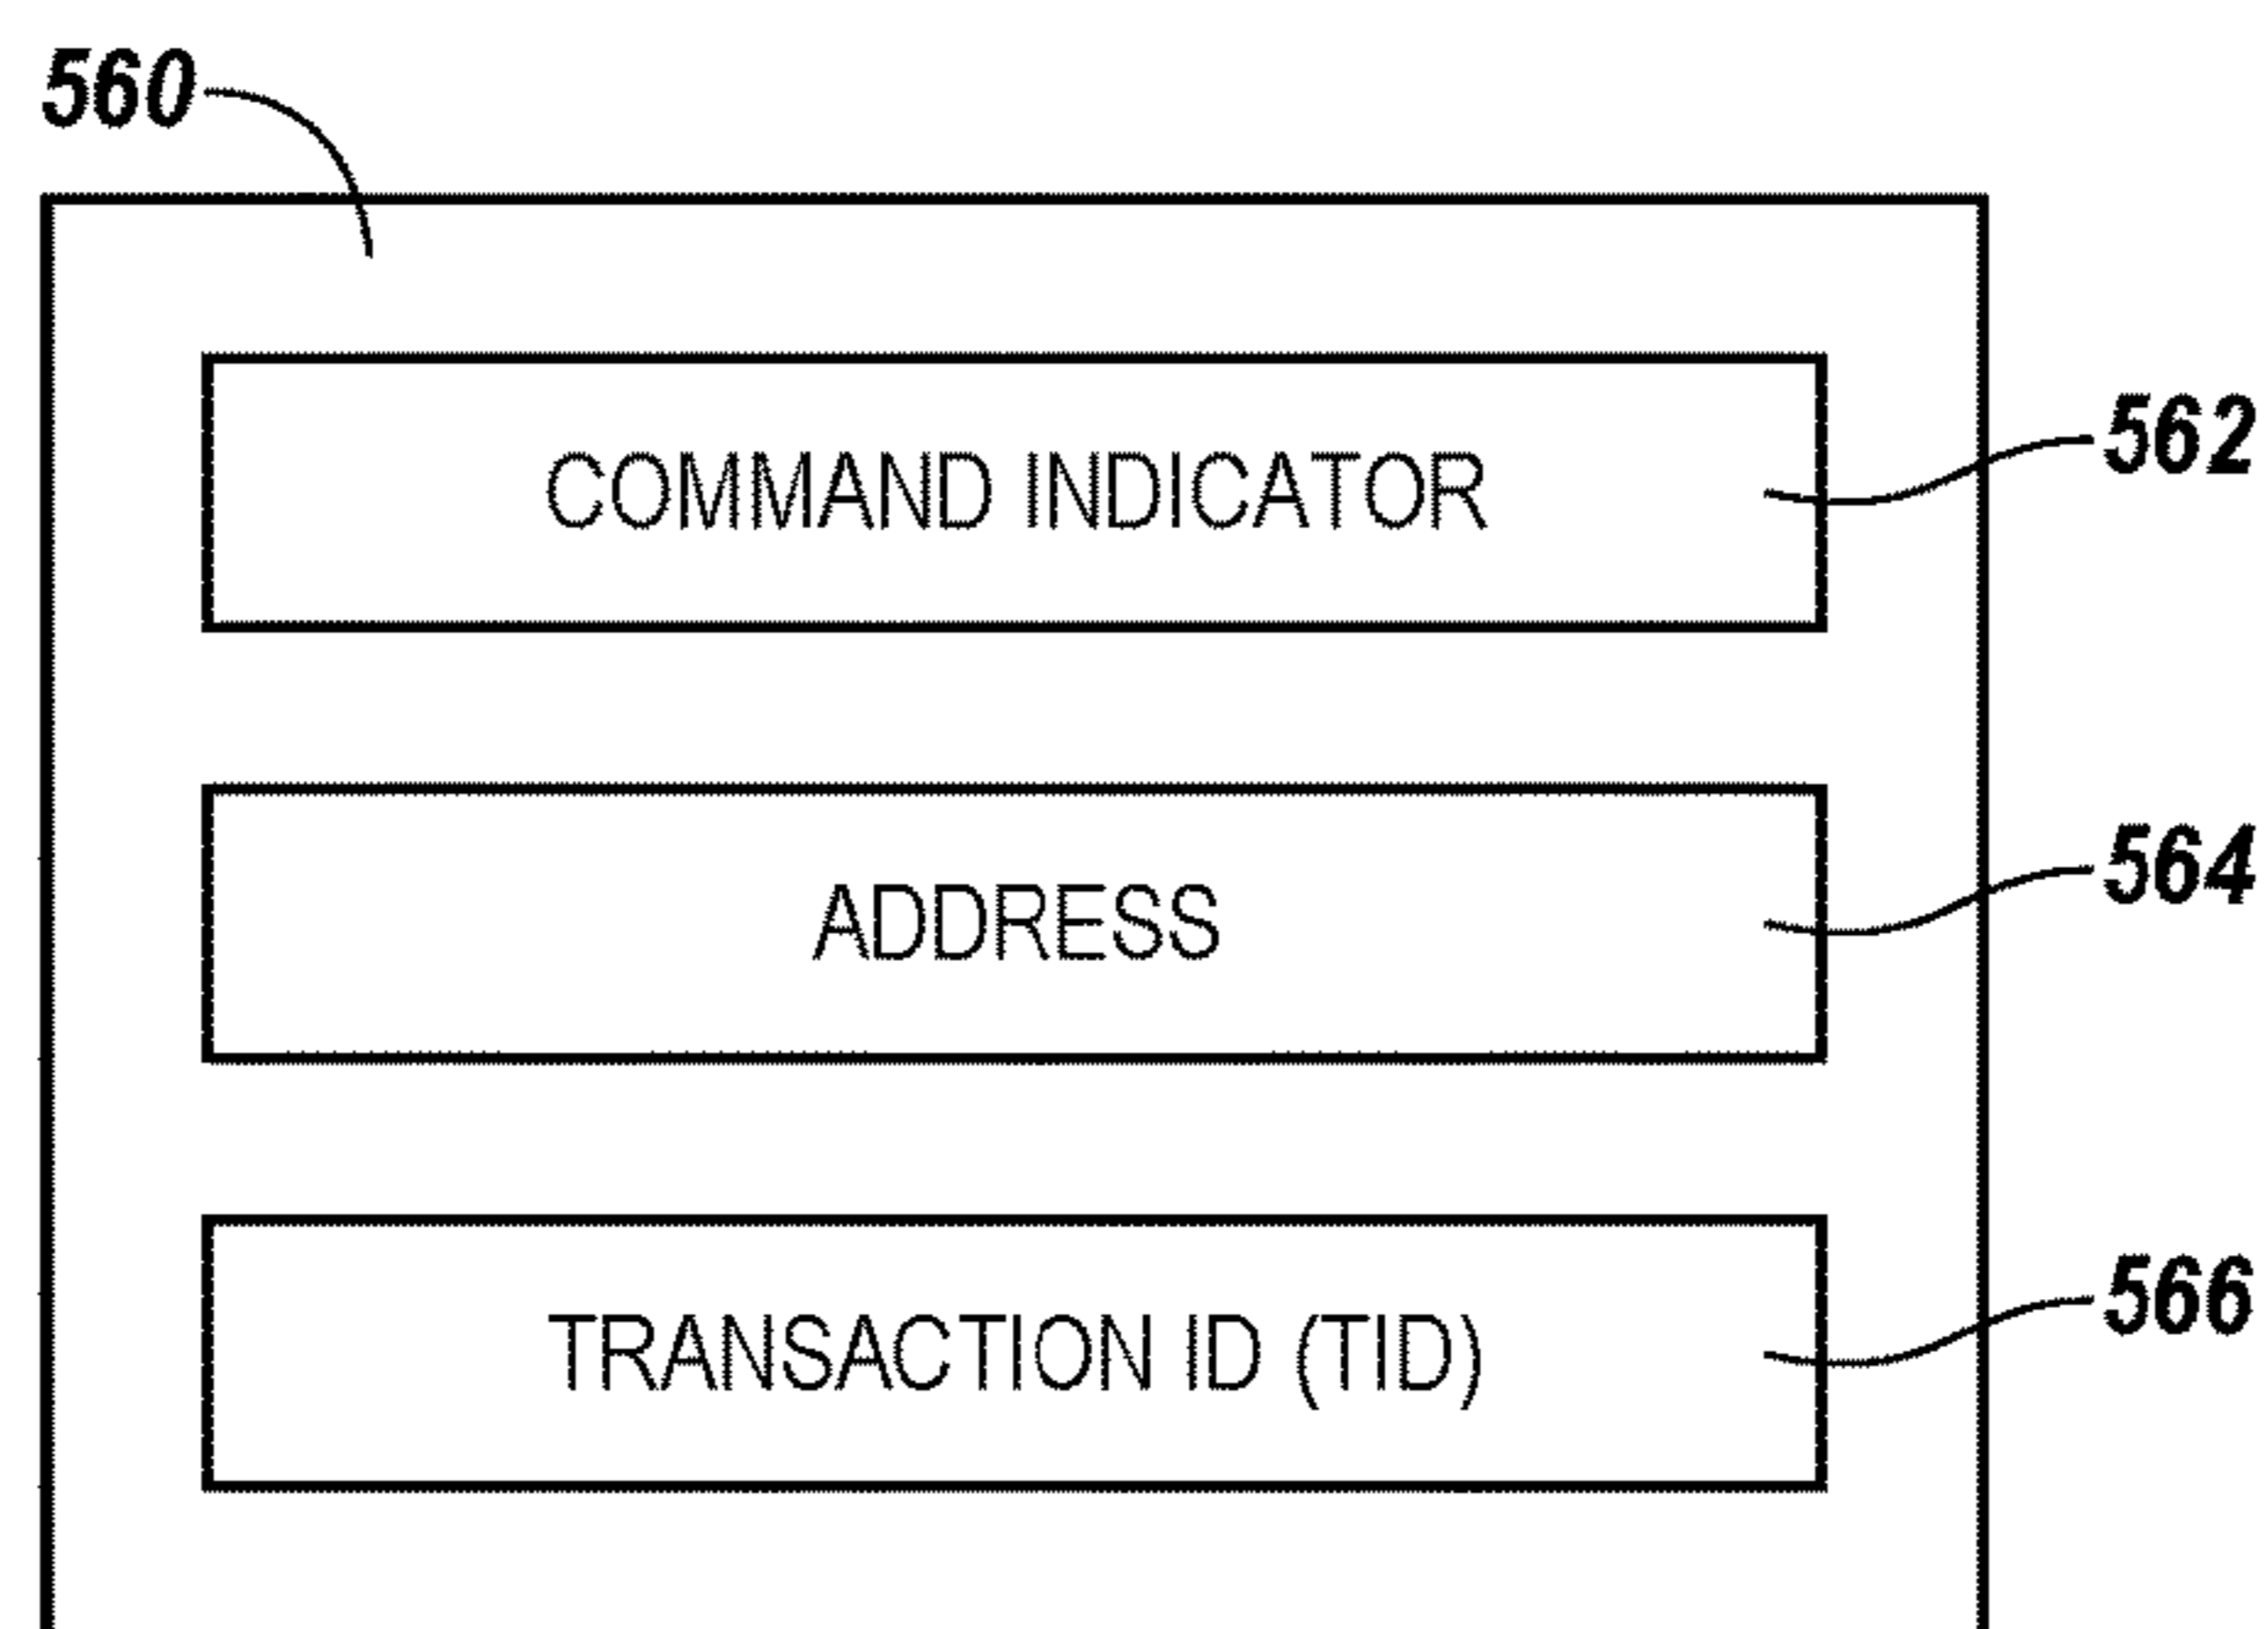 560
COMMAND INDICATOR
562
ADDRESS
564
TRANSACTION ID (TID)
566